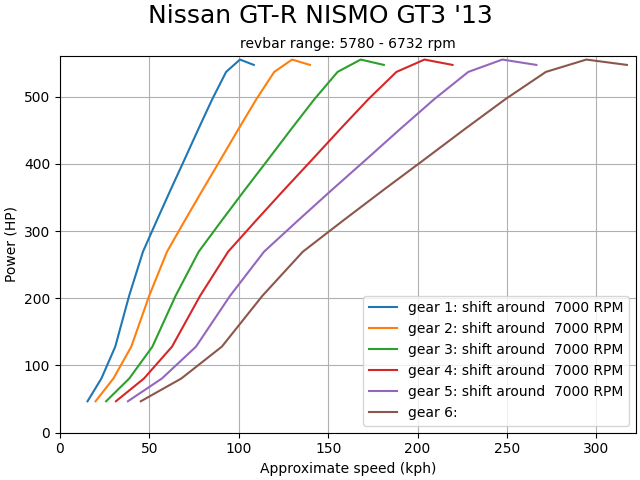 Nissan GT-R NISMO GT3 '13
revbar range: 5780 - 6732 rpm
Power (HP)
500
400
300
200
100
0
gear 1: shift around  7000 RPM
gear 2: shift around  7000 RPM
gear 3: shift around  7000 RPM
gear 4: shift around  7000 RPM
gear 5: shift around  7000 RPM
gear 6:
0 50 100 150 200 250 300
Approximate speed (kph)